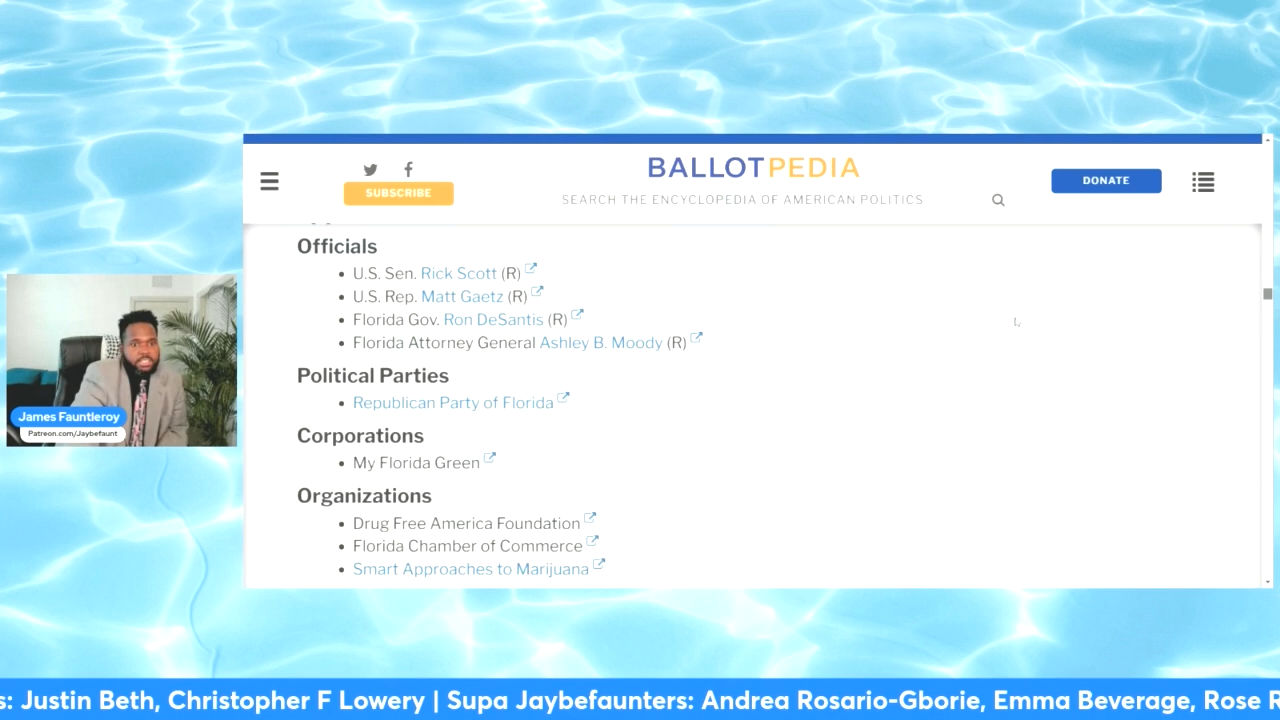 BALLOTPEDIA
SUBSCRIBE
SEARCH THE ENCYCLOPEDIA OF AMERICAN POLITICS
DONATE
Officials
• U.S. Sen. Rick Scott (R)
• U.S. Rep. Matt Gaetz (R)
• Florida Gov. Ron DeSantis (R)
• Florida Attorney General Ashley B. Moody (R)
Political Parties
• Republican Party of Florida
Corporations
• My Florida Green
Organizations
• Drug Free America Foundation
• Florida Chamber of Commerce
• Smart Approaches to Marijuana
James Fauntleroy
Patreon.com/Jaybefaunt
s: Justin Beth, Christopher F Lowery | Supa Jaybefaunters: Andrea Rosario-Gborie, Emma Beverage, Rose